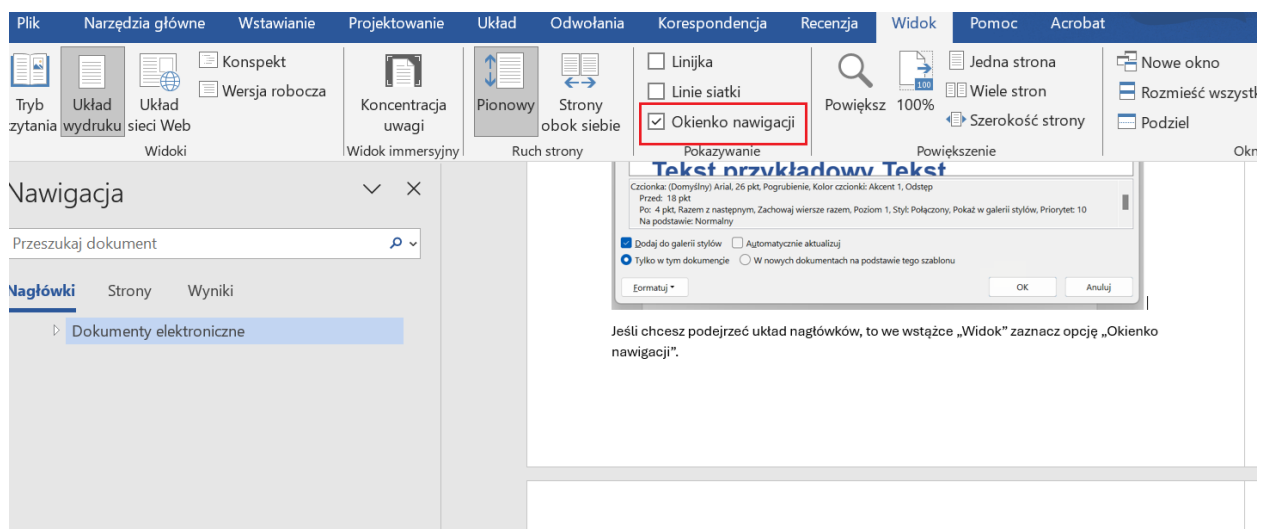 Plik Narzędzia główne Wstawianie Projektowanie Układ Odwołania Korespondencja Recenzja Widok Pomoc Acrobat
Tryb
zytania
Układ
wydruku
Układ
sieci Web
Konspekt
Wersja robocza
Widoki
Koncentracja
uwagi
Widok immersyjny
Pionowy
Strony
obok siebie
Ruch strony
Linijka
Linie siatki
Okienko nawigacji
Pokazywanie
Powiększ
100
100%
Jedna strona
Wiele stron
Szerokość strony
Powiększenie
Nowe okno
Rozmieść wszystk
Podziel
Okn
Nawigacja
Przeszukaj dokument
Nagłówki Strony Wyniki
Dokumenty elektroniczne
Tekst przykładowy Tekst
Czcionka: (Domyślny) Arial, 26 pkt, Pogrubienie, Kolor czcionki: Akcent 1, Odstęp
Przed: 18 pkt
Po: 4 pkt, Razem z następnym, Zachowaj wiersze razem, Poziom 1, Styl: Połączony, Pokaż w galerii stylów, Priorytet: 10
Na podstawie: Normalny
Dodaj do galerii stylów Automatycznie aktualizuj
Tylko w tym dokumencie W nowych dokumentach na podstawie tego szablonu
Formatuj OK Anuluj
Jeśli chcesz podejrzeć układ nagłówków, to we wstążce „Widok” zaznacz opcję „Okienko
nawigacji”.